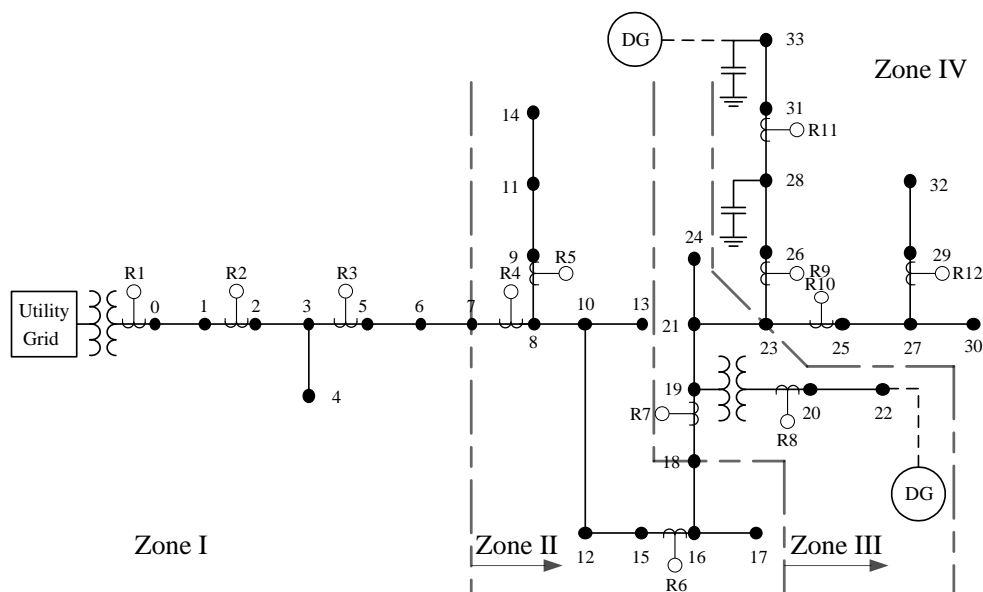 DG
33
Zone IV
14
31
R11
11
28
32
24
R1
R2
R3
R4
9
R5
26
R9
R10
29
R12
Utility
Grid
0
1
2
3
5
6
7
8
10
13
21
23
25
27
30
4
19
R7
20
22
R8
18
DG
Zone I
Zone II
12
15
16
17
Zone III
R6